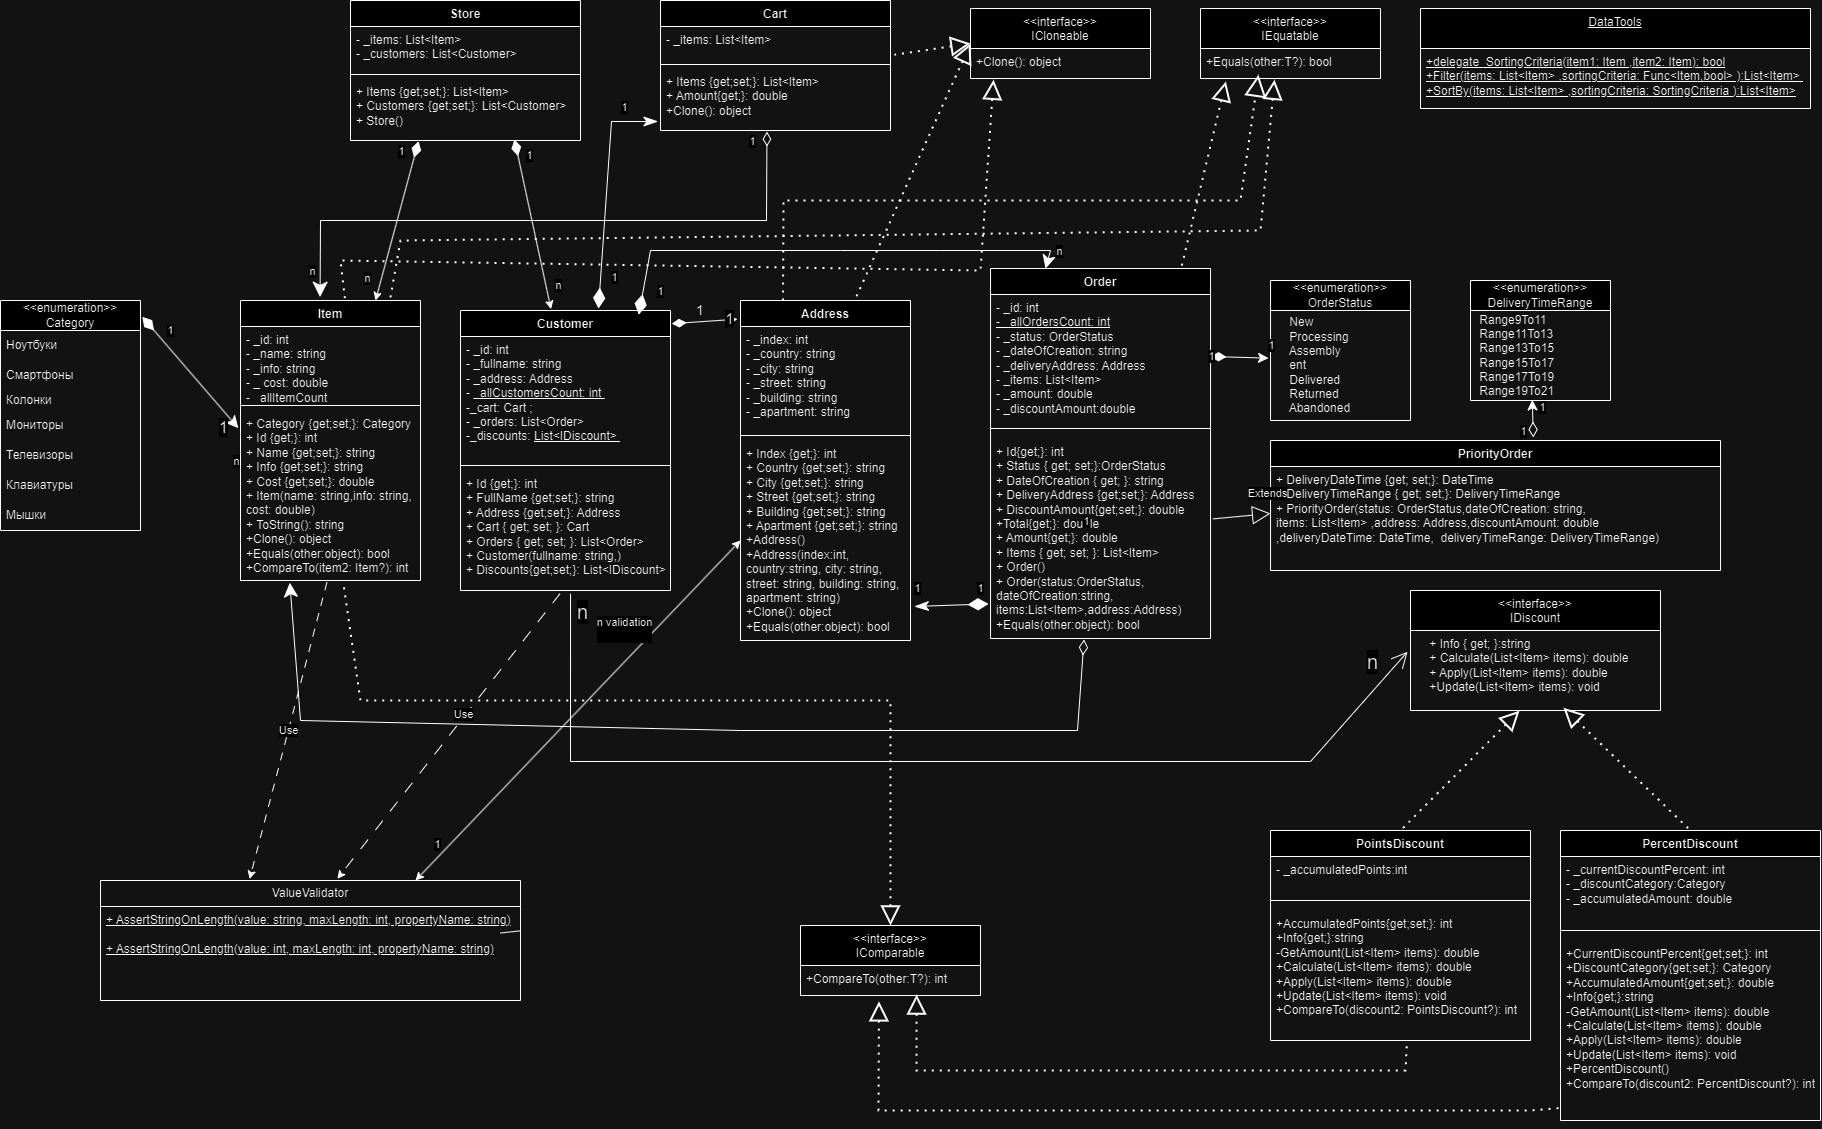 Store
- _items: List<Item>
- _customers: List<Customer>
+ Items {get;set;}: List<Item>
+ Customers {get;set;}: List<Customer>
+ Store()
1
1
Cart
- _items: List<Item>
+ Items {get;set;}: List<Item>
+ Amount{get;}: double
+Clone(): object
1
1
<<interface>>
ICloneable
+Clone(): object
<<interface>>
IEquatable
+Equals(other:T?): bool
DataTools
+delegate  SortingCriteria(item1: Item ,item2: Item): bool
+Filter(items: List<Item> ,sortingCriteria: Func<Item,bool> ):List<Item>
+SortBy(items: List<Item> ,sortingCriteria: SortingCriteria ):List<Item>
n
n
n
1
1
n
<<enumeration>>
Category
Ноутбуки
Смартфоны
Колонки
Мониторы
Телевизоры
Клавиатуры
Мышки
1
1
n
Item
- _id: int
- _name: string
- _info: string
- _ cost: double
- _allItemCount
+ Category {get;set;}: Category
+ Id {get;}: int
+ Name {get;set;}: string
+ Info {get;set;}: string
+ Cost {get;set;}: double
+ Item(name: string,info: string,
cost: double)
+ ToString(): string
+Clone(): object
+Equals(other:object): bool
+CompareTo(item2: Item?): int
Customer
- _id: int
- _fullname: string
- _address: Address
- _allCustomersCount: int
-_cart: Cart ;
- _orders: List<Order>
-_discounts: List<IDiscount>
+ Id {get;}: int
+ FullName {get;set;}: string
+ Address {get;set;}: Address
+ Cart { get; set; }: Cart
+ Orders { get; set; }: List<Order>
+ Customer(fullname: string,)
+ Discounts{get;set;}: List<IDiscount>
1
1
Address
- _index: int
- _country: string
- _city: string
- _street: string
- _building: string
- _apartment: string
+ Index {get;}: int
+ Country {get;set;}: string
+ City {get;set;}: string
+ Street {get;set;}: string
+ Building {get;set;}: string
+ Apartment {get;set;}: string
+Address()
+Address(index:int,
country:string, city: string,
street: string, building: string,
apartment: string)
+Clone(): object
+Equals(other:object): bool
Order
- _id: int
- _allOrdersCount: int
- _status: OrderStatus
- _dateOfCreation: string
- _deliveryAddress: Address
- _items: List<Item>
- _amount: double
- _discountAmount:double
+ Id{get;}: int
+ Status { get; set;}:OrderStatus
+ DateOfCreation { get; }: string
+ DeliveryAddress {get;set;}: Address
+ DiscountAmount{get;set;}: double
+Total{get;}: double
1
+ Amount{get;}: double
+ Items { get; set; }: List<Item>
+ Order()
+ Order(status:OrderStatus,
dateOfCreation:string,
items:List<Item>,address:Address)
+Equals(other:object): bool
1
1
1
1
<<enumeration>>
OrderStatus
New
Processing
Assembly
ent
Delivered
Returned
Abandoned
<<enumeration>>
DeliveryTimeRange
Range9To11
Range11To13
Range13To15
Range15To17
Range17To19
Range19To21
1
1
Extends
PriorityOrder
+ DeliveryDateTime {get; set;}: DateTime
DeliveryTimeRange { get; set;}: DeliveryTimeRange
+ PriorityOrder(status: OrderStatus,dateOfCreation: string,
items: List<Item> ,address: Address,discountAmount: double
,deliveryDateTime: DateTime,  deliveryTimeRange: DeliveryTimeRange)
<<interface>>
IDiscount
+ Info { get; }:string
+ Calculate(List<Item> items): double
+ Apply(List<Item> items): double
+Update(List<Item> items): void
n
n validation
n
Use
Use
1
ValueValidator
+ AssertStringOnLength(value: string, maxLength: int, propertyName: string)
+ AssertStringOnLength(value: int, maxLength: int, propertyName: string)
<<interface>>
IComparable
+CompareTo(other:T?): int
PointsDiscount
- _accumulatedPoints:int
+AccumulatedPoints{get;set;}: int
+Info{get;}:string
-GetAmount(List<Item> items): double
+Calculate(List<Item> items): double
+Apply(List<Item> items): double
+Update(List<Item> items): void
+CompareTo(discount2: PointsDiscount?): int
PercentDiscount
- _currentDiscountPercent: int
- _discountCategory:Category
- _accumulatedAmount: double
+CurrentDiscountPercent{get;set;}: int
+DiscountCategory{get;set;}: Category
+AccumulatedAmount{get;set;}: double
+Info{get;}:string
-GetAmount(List<Item> items): double
+Calculate(List<Item> items): double
+Apply(List<Item> items): double
+Update(List<Item> items): void
+PercentDiscount()
+CompareTo(discount2: PercentDiscount?): int